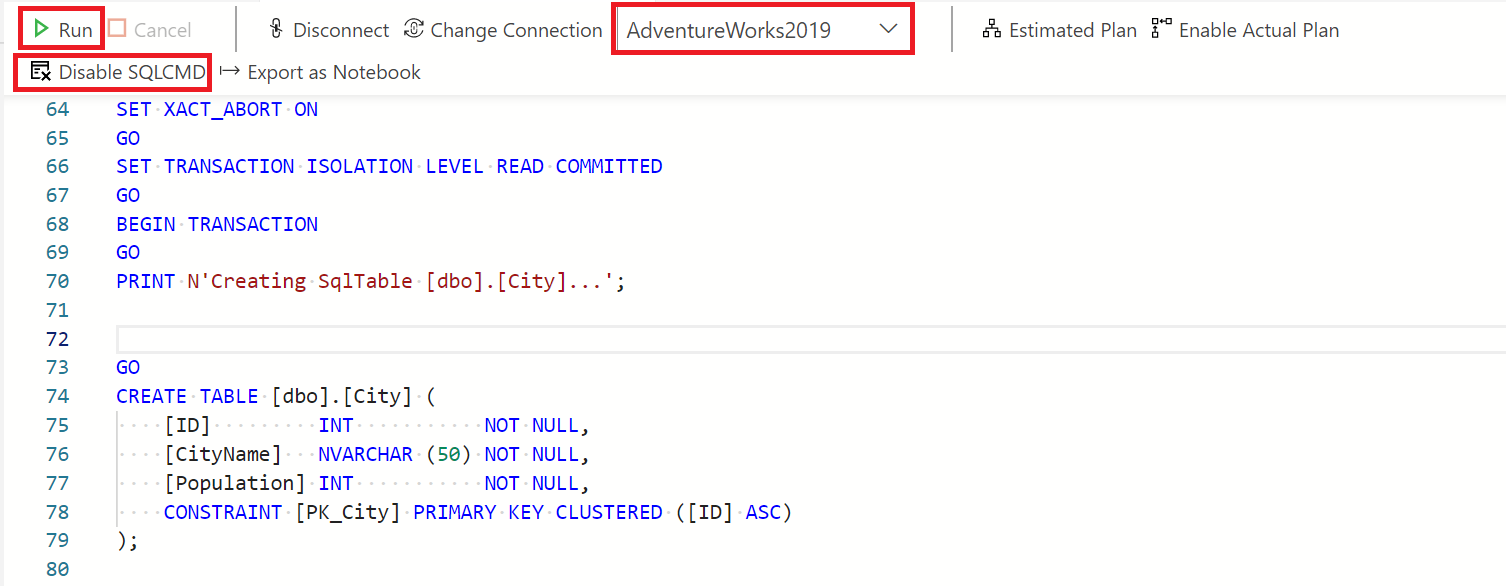 Run Cancel Disconnect Change Connection AdventureWorks2019 Estimated Plan Enable Actual Plan
Disable SQLCMD Export as Notebook
64 SET XACT_ABORT ON
65 GO
66 SET TRANSACTION ISOLATION LEVEL READ COMMITTED
67 GO
68 BEGIN TRANSACTION
69 GO
70 PRINT N'Creating SqlTable [dbo].[City]...';
71
72
73 GO
74 CREATE TABLE [dbo].[City] (
75     [ID]         INT           NOT NULL,
76     [CityName]   NVARCHAR (50) NOT NULL,
77     [Population] INT           NOT NULL,
78     CONSTRAINT [PK_City] PRIMARY KEY CLUSTERED ([ID] ASC)
79 );
80